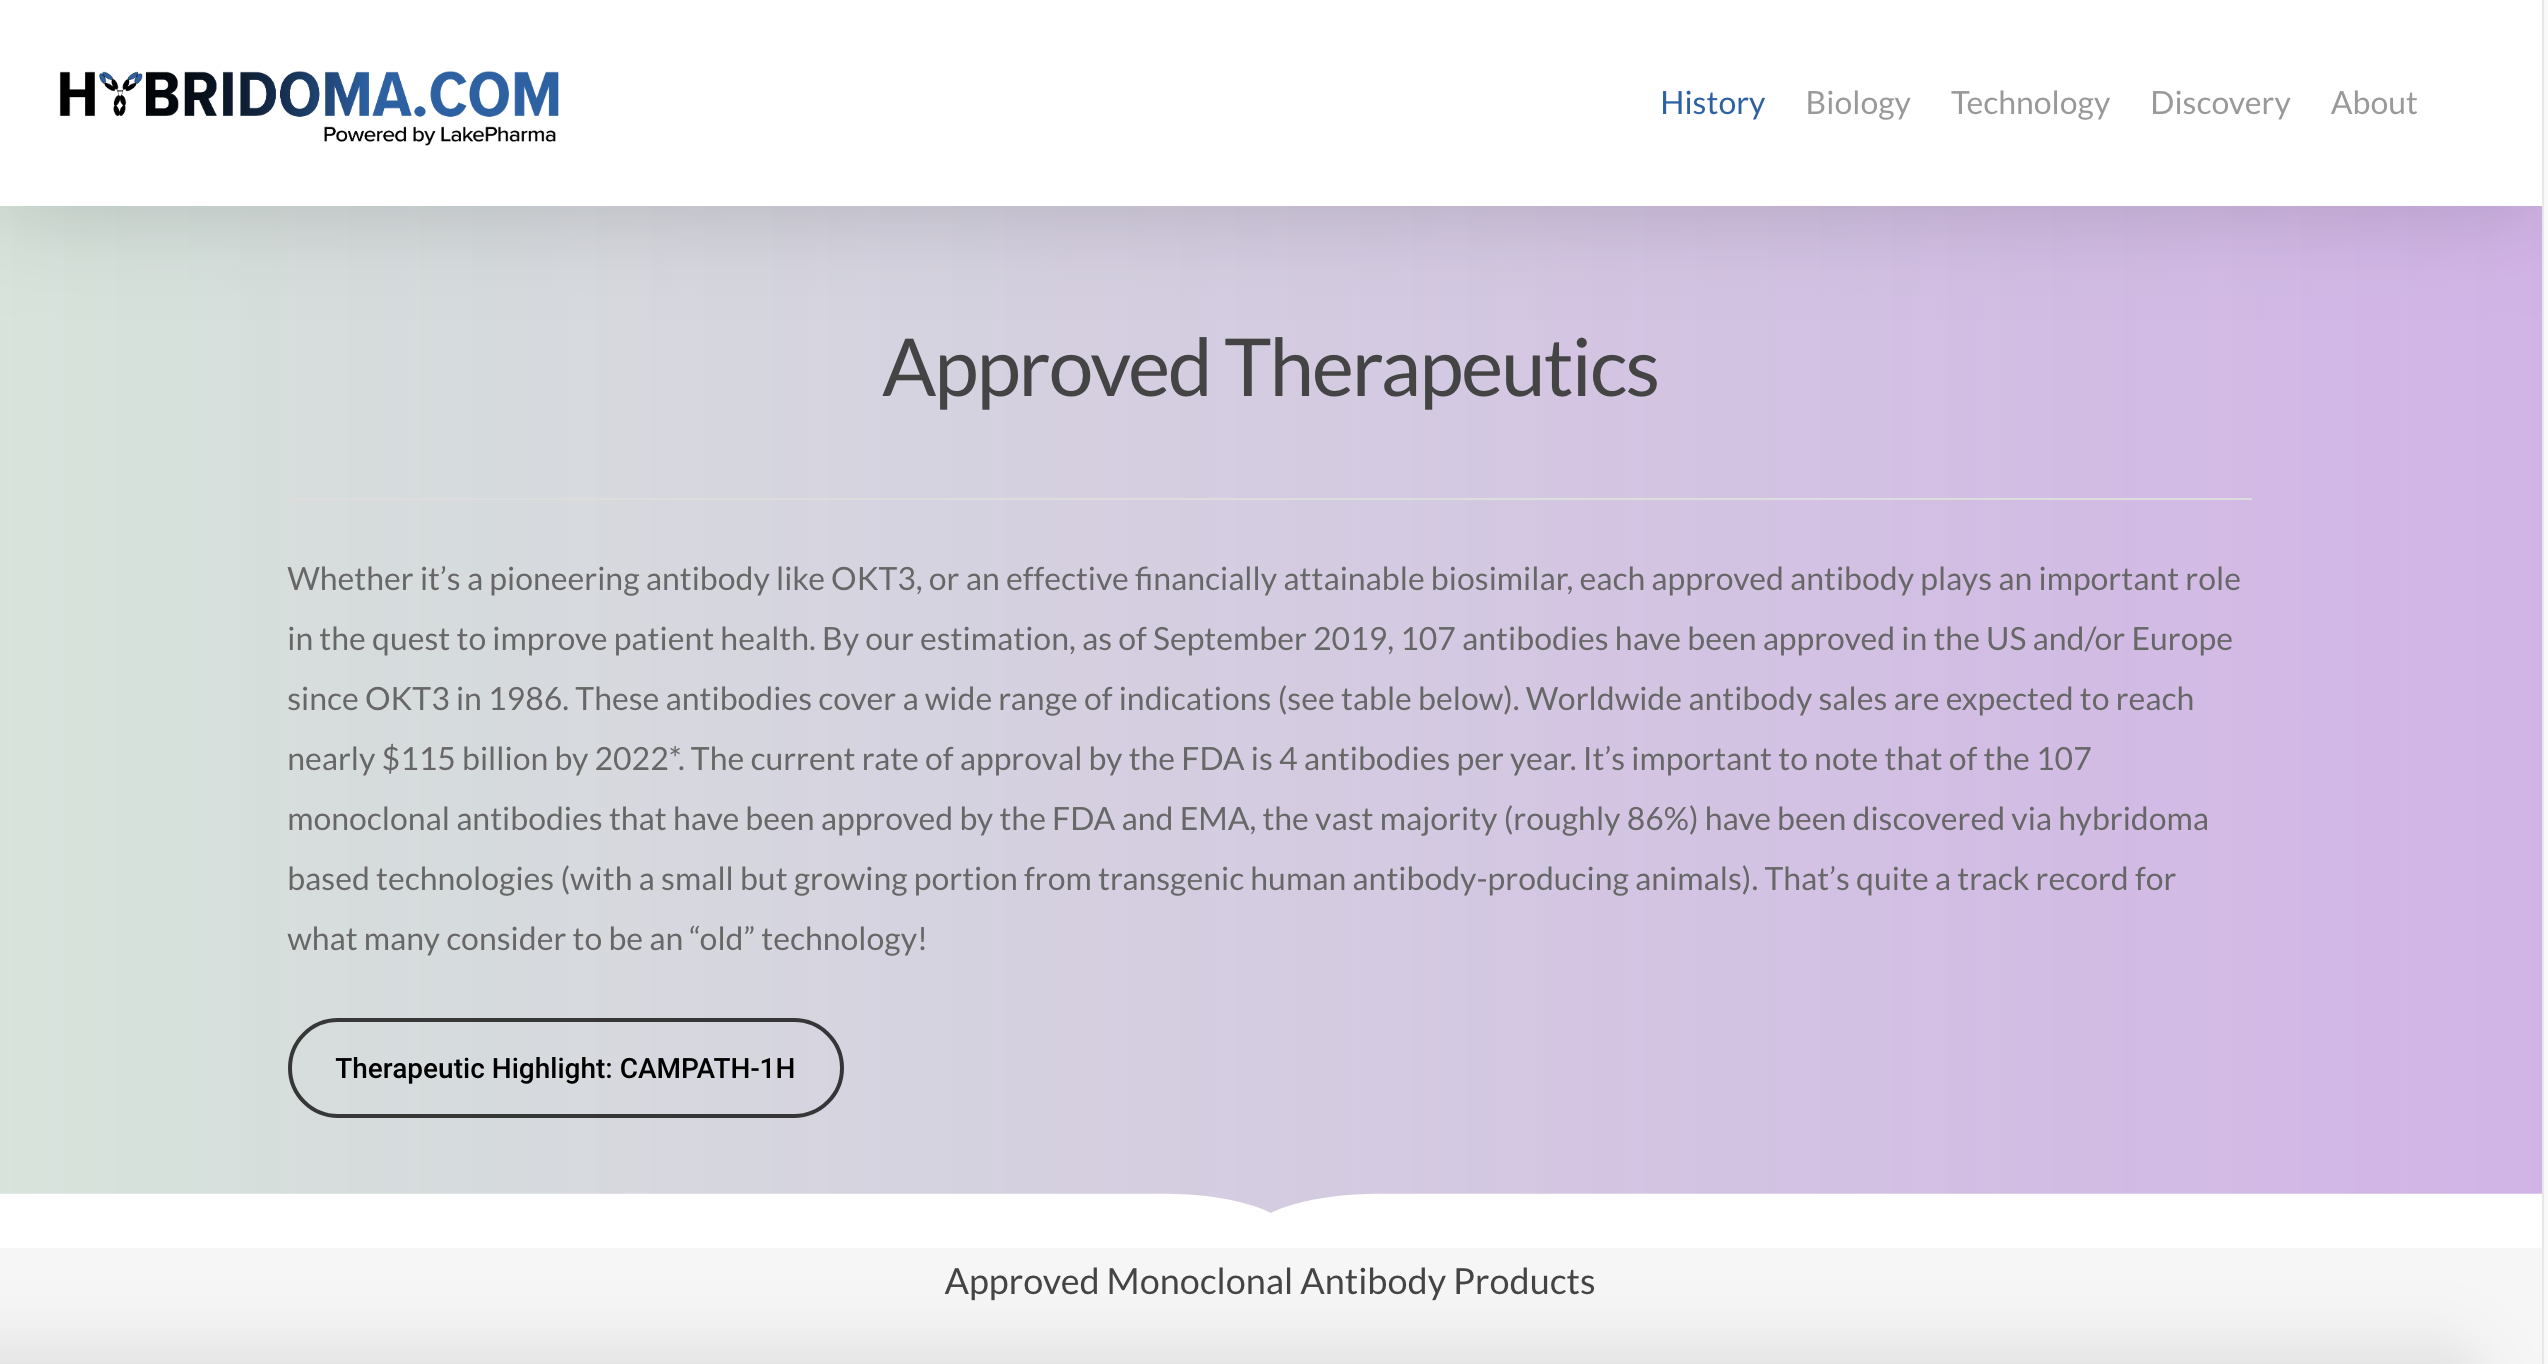 HYBRIDOMA.COM
Powered by LakePharma
History Biology Technology Discovery About
Approved Therapeutics
Whether it’s a pioneering antibody like OKT3, or an effective financially attainable biosimilar, each approved antibody plays an important role
in the quest to improve patient health. By our estimation, as of September 2019, 107 antibodies have been approved in the US and/or Europe
since OKT3 in 1986. These antibodies cover a wide range of indications (see table below). Worldwide antibody sales are expected to reach
nearly $115 billion by 2022*. The current rate of approval by the FDA is 4 antibodies per year. It’s important to note that of the 107
monoclonal antibodies that have been approved by the FDA and EMA, the vast majority (roughly 86%) have been discovered via hybridoma
based technologies (with a small but growing portion from transgenic human antibody-producing animals). That’s quite a track record for
what many consider to be an “old” technology!
Therapeutic Highlight: CAMPATH-1H
Approved Monoclonal Antibody Products